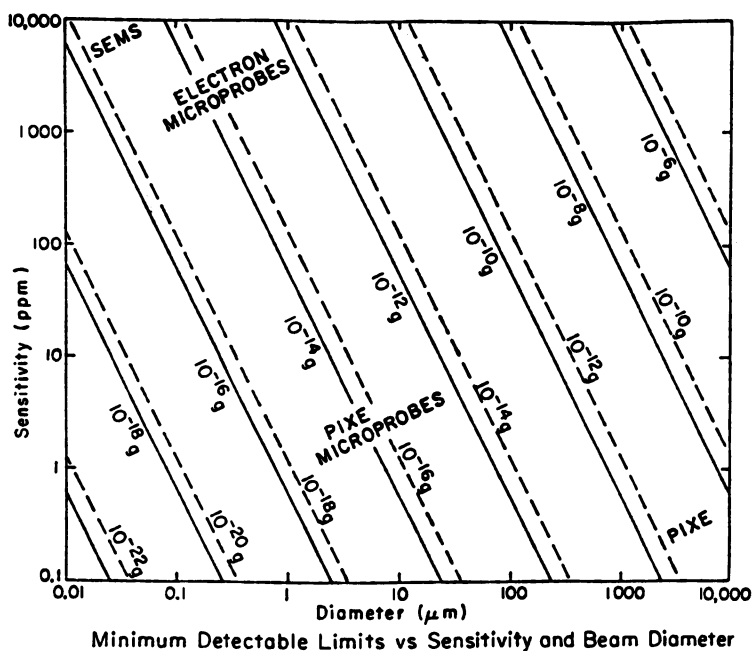 10,000
1000
100
10
1
0.1
Sensitivity (ppm)
SEMS
ELECTRON
MICROPROBES
PIXE
MICROPROBES
PIXE
10⁻⁶g
10⁻⁸g
10⁻¹⁰g
10⁻¹⁰g
10⁻¹²g
10⁻¹²g
10⁻¹⁴g
10⁻¹⁴g
10⁻¹⁶g
10⁻¹⁶g
10⁻¹⁸g
10⁻¹⁸g
10⁻²⁰g
10⁻²²g
0.01
0.1
1
10
100
1000
10,000
Diameter (μm)
Minimum Detectable Limits vs Sensitivity and Beam Diameter